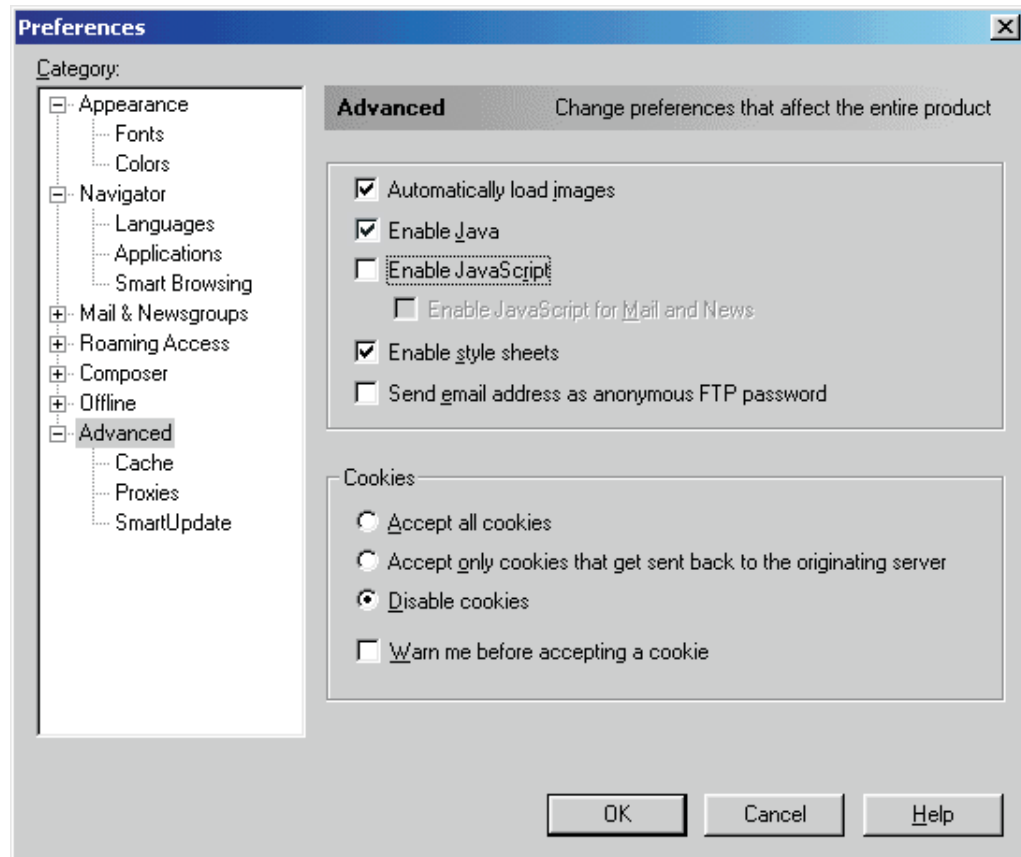 Preferences
Category:
Appearance
Fonts
Colors
Navigator
Languages
Applications
Smart Browsing
Mail & Newsgroups
Roaming Access
Composer
Offline
Advanced
Cache
Proxies
SmartUpdate
Advanced Change preferences that affect the entire product
Automatically load images
Enable Java
Enable JavaScript
Enable JavaScript for Mail and News
Enable style sheets
Send email address as anonymous FTP password
Cookies
Accept all cookies
Accept only cookies that get sent back to the originating server
Disable cookies
Warn me before accepting a cookie
OK Cancel Help